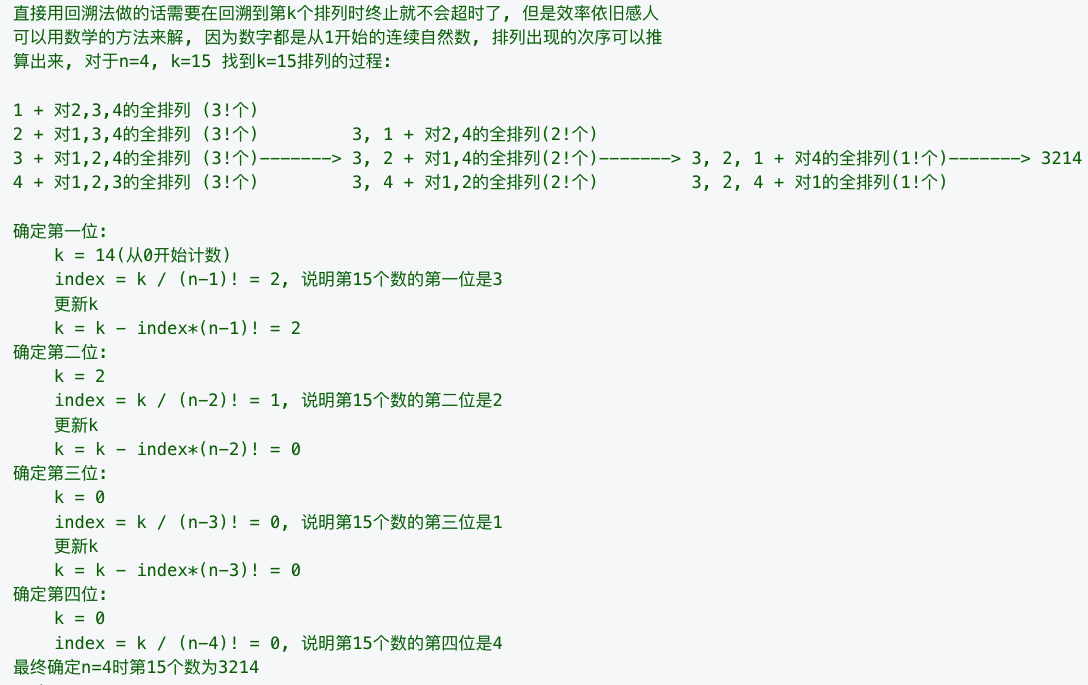 直接用回溯法做的话需要在回溯到第k个排列时终止就不会超时了, 但是效率依旧感人
可以用数学的方法来解, 因为数字都是从1开始的连续自然数, 排列出现的次序可以推
算出来, 对于n=4, k=15 找到k=15排列的过程:

1 + 对2,3,4的全排列 (3!个)
2 + 对1,3,4的全排列 (3!个)         3, 1 + 对2,4的全排列(2!个)
3 + 对1,2,4的全排列 (3!个)-------> 3, 2 + 对1,4的全排列(2!个)-------> 3, 2, 1 + 对4的全排列(1!个)-------> 3214
4 + 对1,2,3的全排列 (3!个)         3, 4 + 对1,2的全排列(2!个)         3, 2, 4 + 对1的全排列(1!个)

确定第一位:
    k = 14(从0开始计数)
    index = k / (n-1)! = 2, 说明第15个数的第一位是3
    更新k
    k = k - index*(n-1)! = 2
确定第二位:
    k = 2
    index = k / (n-2)! = 1, 说明第15个数的第二位是2
    更新k
    k = k - index*(n-2)! = 0
确定第三位:
    k = 0
    index = k / (n-3)! = 0, 说明第15个数的第三位是1
    更新k
    k = k - index*(n-3)! = 0
确定第四位:
    k = 0
    index = k / (n-4)! = 0, 说明第15个数的第四位是4
最终确定n=4时第15个数为3214